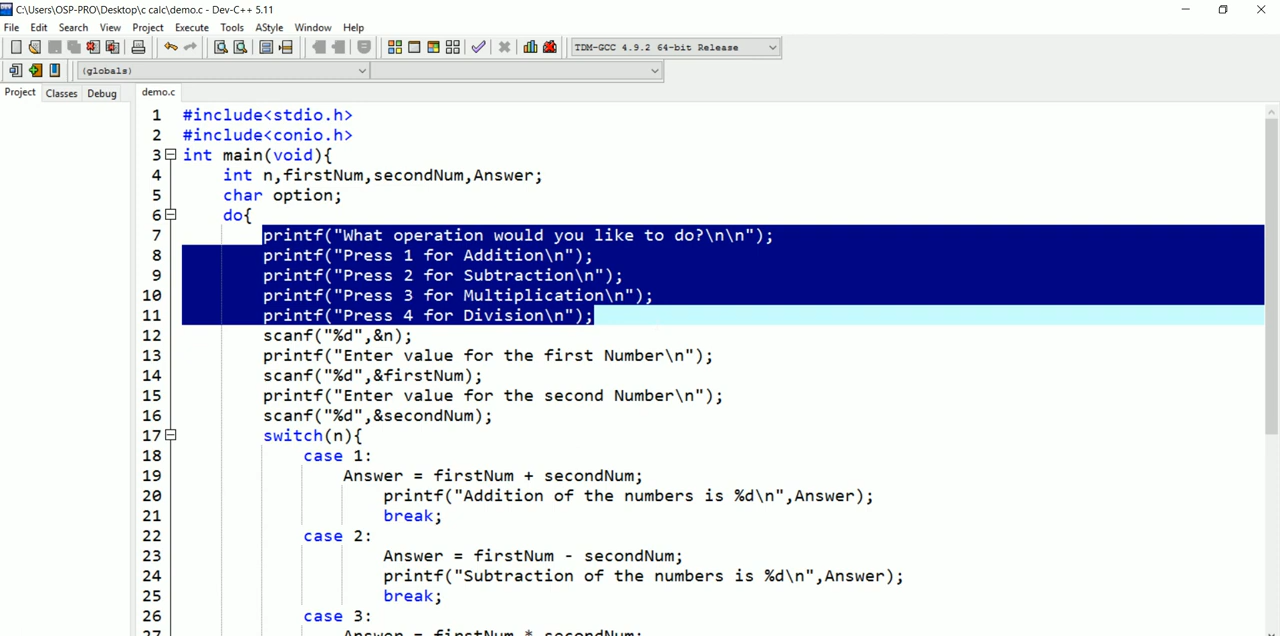 C:\Users\OSP-PRO\Desktop\c calc\demo.c - Dev-C++ 5.11
File Edit Search View Project Execute Tools AStyle Window Help
TDM-GCC 4.9.2 64-bit Release
(globals)
Project Classes Debug demo.c
1 #include<stdio.h>
2 #include<conio.h>
3 int main(void){
4 int n,firstNum,secondNum,Answer;
5 char option;
6 do{
7 printf("What operation would you like to do?\n\n");
8 printf("Press 1 for Addition\n");
9 printf("Press 2 for Subtraction\n");
10 printf("Press 3 for Multiplication\n");
11 printf("Press 4 for Division\n");
12 scanf("%d",&n);
13 printf("Enter value for the first Number\n");
14 scanf("%d",&firstNum);
15 printf("Enter value for the second Number\n");
16 scanf("%d",&secondNum);
17 switch(n){
18 case 1:
19 Answer = firstNum + secondNum;
20 printf("Addition of the numbers is %d\n",Answer);
21 break;
22 case 2:
23 Answer = firstNum - secondNum;
24 printf("Subtraction of the numbers is %d\n",Answer);
25 break;
26 case 3:
27 Answer = firstNum * secondNum;